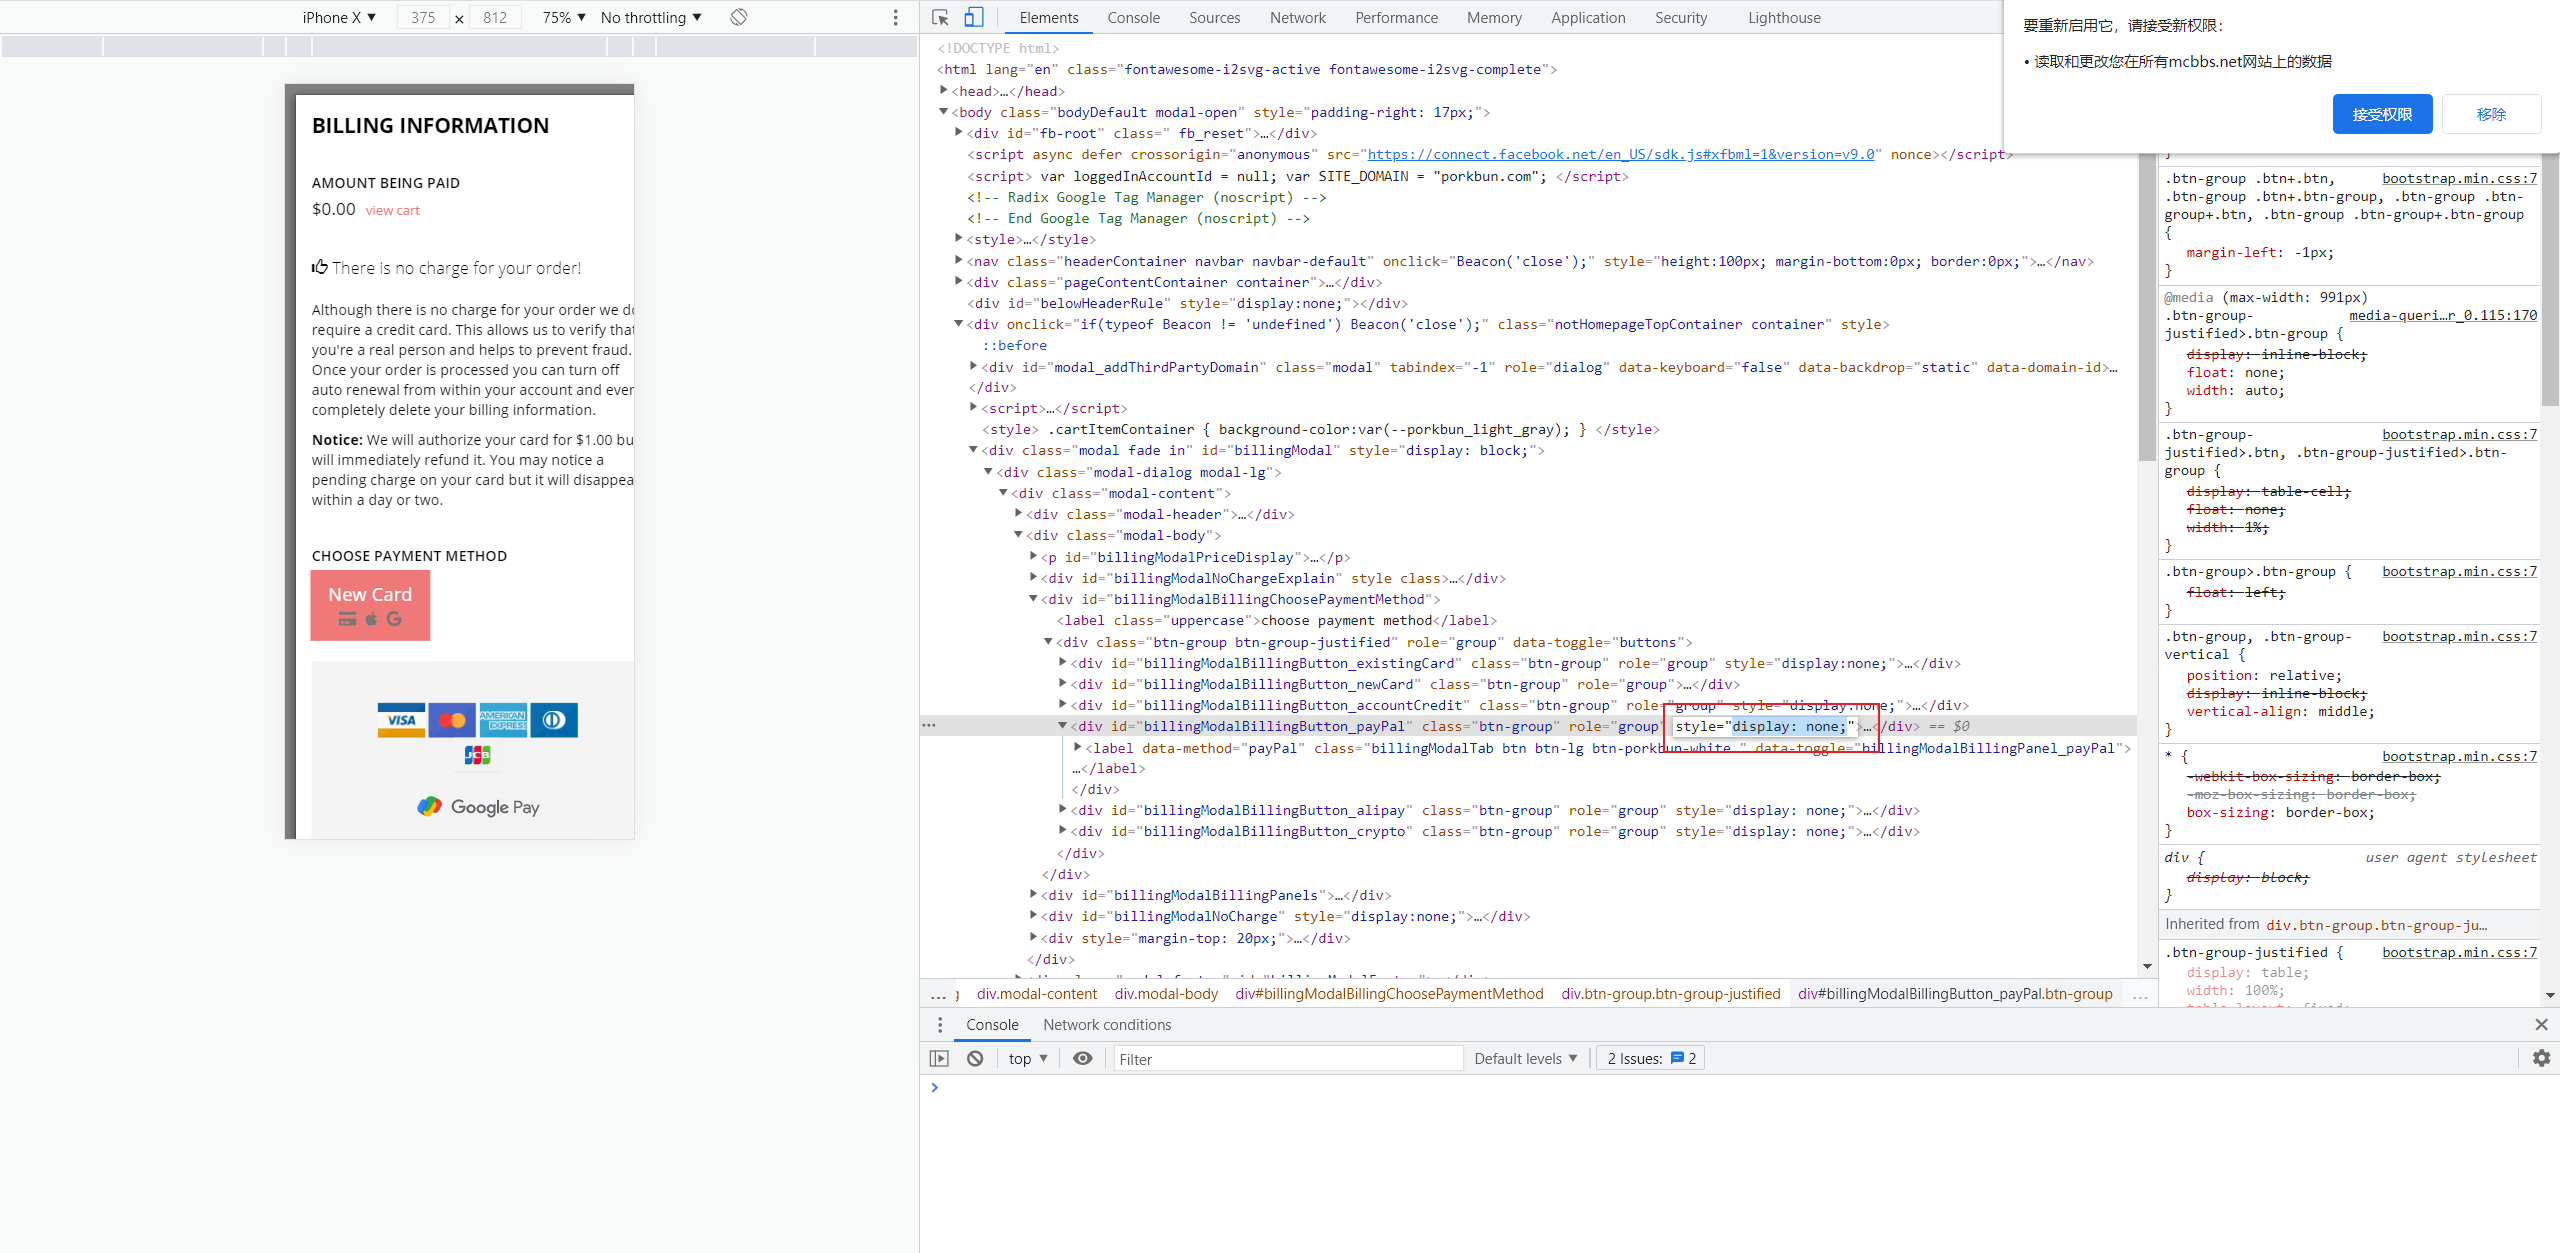 iPhone X ▼ 375 × 812 75% ▼ No throttling ▼
BILLING INFORMATION
AMOUNT BEING PAID
$0.00 view cart
There is no charge for your order!
Although there is no charge for your order we do
require a credit card. This allows us to verify that
you're a real person and helps to prevent fraud.
Once your order is processed you can turn off
auto renewal from within your account and even
completely delete your billing information.
Notice: We will authorize your card for $1.00 bu
will immediately refund it. You may notice a
pending charge on your card but it will disappea
within a day or two.
CHOOSE PAYMENT METHOD
New Card
VISA AMERICAN EXPRESS
JCB
Google Pay
Elements Console Sources Network Performance Memory Application Security Lighthouse
<!DOCTYPE html>
<html lang="en" class="fontawesome-i2svg-active fontawesome-i2svg-complete">
<head>…</head>
<body class="bodyDefault modal-open" style="padding-right: 17px;">
<div id="fb-root" class=" fb_reset">…</div>
<script async defer crossorigin="anonymous" src="https://connect.facebook.net/en_US/sdk.js#xfbml=1&version=v9.0" nonce></script>
<script> var loggedInAccountId = null; var SITE_DOMAIN = "porkbun.com"; </script>
<!-- Radix Google Tag Manager (noscript) -->
<!-- End Google Tag Manager (noscript) -->
<style>…</style>
<nav class="headerContainer navbar navbar-default" onclick="Beacon('close');" style="height:100px; margin-bottom:0px; border:0px;">…</nav>
<div class="pageContentContainer container">…</div>
<div id="belowHeaderRule" style="display:none;"></div>
<div onclick="if(typeof Beacon != 'undefined') Beacon('close');" class="notHomepageTopContainer container" style>
::before
<div id="modal_addThirdPartyDomain" class="modal" tabindex="-1" role="dialog" data-keyboard="false" data-backdrop="static" data-domain-id>…
</div>
<script>…</script>
<style> .cartItemContainer { background-color:var(--porkbun_light_gray); } </style>
<div class="modal fade in" id="billingModal" style="display: block;">
<div class="modal-dialog modal-lg">
<div class="modal-content">
<div class="modal-header">…</div>
<div class="modal-body">
<p id="billingModalPriceDisplay">…</p>
<div id="billingModalNoChargeExplain" style class>…</div>
<div id="billingModalBillingChoosePaymentMethod">
<label class="uppercase">choose payment method</label>
<div class="btn-group btn-group-justified" role="group" data-toggle="buttons">
<div id="billingModalBillingButton_existingCard" class="btn-group" role="group" style="display:none;">…</div>
<div id="billingModalBillingButton_newCard" class="btn-group" role="group">…</div>
<div id="billingModalBillingButton_accountCredit" class="btn-group" role="group" style="display:none;">…</div>
<div id="billingModalBillingButton_payPal" class="btn-group" role="group" style="display: none;">…</div> == $0
<label data-method="payPal" class="billingModalTab btn btn-lg btn-porkbun-white " data-toggle="billingModalBillingPanel_payPal">
…</label>
</div>
<div id="billingModalBillingButton_alipay" class="btn-group" role="group" style="display: none;">…</div>
<div id="billingModalBillingButton_crypto" class="btn-group" role="group" style="display: none;">…</div>
</div>
</div>
<div id="billingModalBillingPanels">…</div>
<div id="billingModalNoCharge" style="display:none;">…</div>
<div style="margin-top: 20px;">…</div>
</div>
… div.modal-content div.modal-body div#billingModalBillingChoosePaymentMethod div.btn-group.btn-group-justified div#billingModalBillingButton_payPal.btn-group …
要重新启用它，请接受新权限：
• 读取和更改您在所有mcbbs.net网站上的数据
接受权限 移除
}
.btn-group .btn+.btn, bootstrap.min.css:7
.btn-group .btn+.btn-group, .btn-group .btn-
group+.btn, .btn-group .btn-group+.btn-group
{
margin-left: -1px;
}
@media (max-width: 991px)
.btn-group- media-queri…r_0.115:170
justified>.btn-group {
display: inline-block;
float: none;
width: auto;
}
.btn-group- bootstrap.min.css:7
justified>.btn, .btn-group-justified>.btn-
group {
display: table-cell;
float: none;
width: 1%;
}
.btn-group>.btn-group { bootstrap.min.css:7
float: left;
}
.btn-group, .btn-group- bootstrap.min.css:7
vertical {
position: relative;
display: inline-block;
vertical-align: middle;
}
* { bootstrap.min.css:7
-webkit-box-sizing: border-box;
-moz-box-sizing: border-box;
box-sizing: border-box;
}
div { user agent stylesheet
display: block;
}
Inherited from div.btn-group.btn-group-ju…
.btn-group-justified { bootstrap.min.css:7
display: table;
width: 100%;
Console Network conditions
top ▼ Filter Default levels ▼ 2 Issues: 2
>